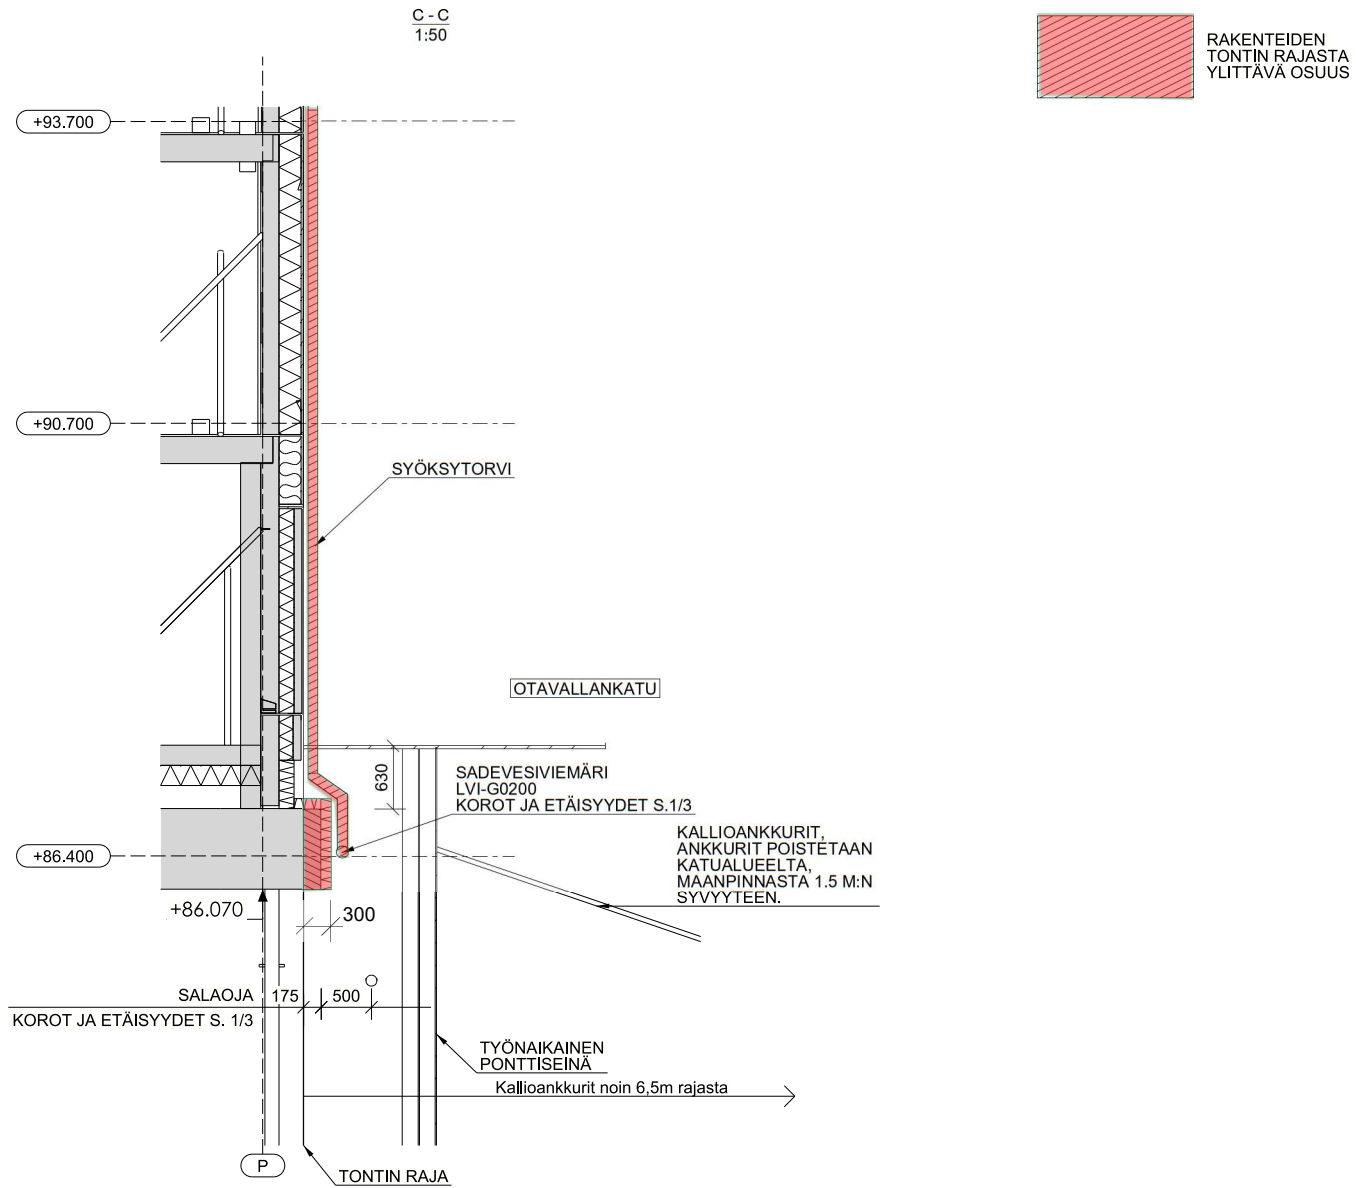 C - C
1:50
RAKENTEIDEN
TONTIN RAJASTA
YLITTÄVÄ OSUUS
+93.700
+90.700
SYÖKSYTORVI
OTAVALLANKATU
630
SADEVESIVIEMÄRI
LVI-G0200
KOROT JA ETÄISYYDET S.1/3
KALLIOANKKURIT,
ANKKURIT POISTETAAN
KATUALUEELTA,
MAANPINNASTA 1.5 M:N
SYVYYTEEN.
+86.400
+86.070
300
SALAOJA 175 500
KOROT JA ETÄISYYDET S. 1/3
TYÖNAIKAINEN
PONTTISEINÄ
Kallioankkurit noin 6,5m rajasta
P
TONTIN RAJA